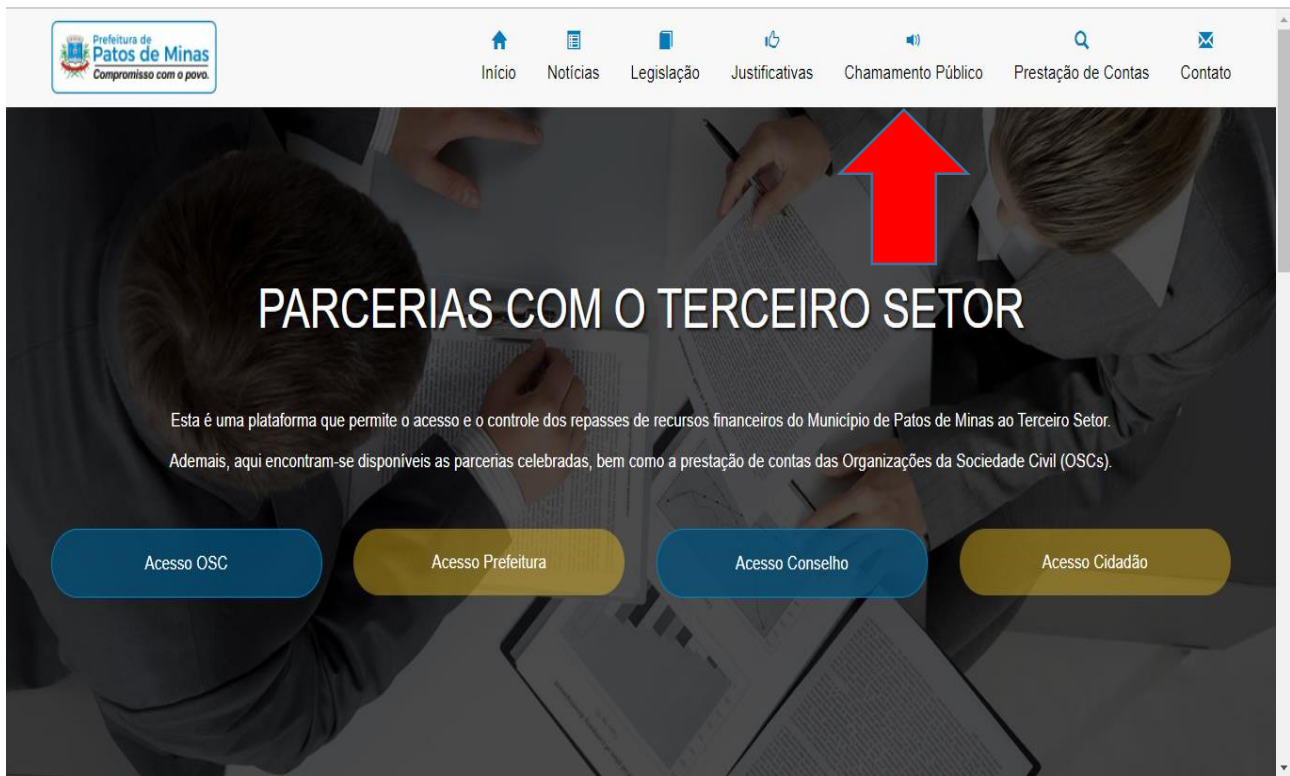 Prefeitura de
Patos de Minas
Compromisso com o povo.
Início Notícias Legislação Justificativas Chamamento Público Prestação de Contas Contato
PARCERIAS COM O TERCEIRO SETOR
Esta é uma plataforma que permite o acesso e o controle dos repasses de recursos financeiros do Município de Patos de Minas ao Terceiro Setor.
Ademais, aqui encontram-se disponíveis as parcerias celebradas, bem como a prestação de contas das Organizações da Sociedade Civil (OSCs).
Acesso OSC Acesso Prefeitura Acesso Conselho Acesso Cidadão